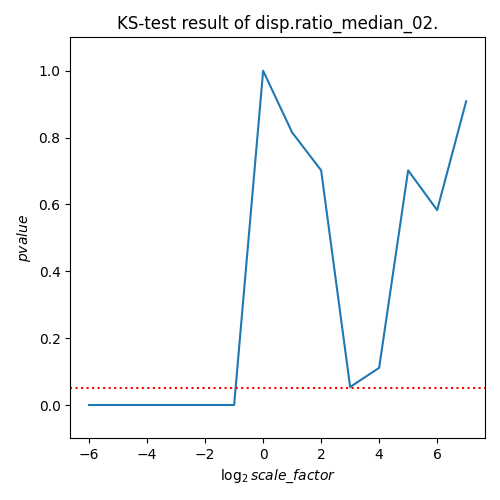 KS-test result of disp.ratio_median_02.
1.0
0.8
0.6
0.4
0.2
0.0
pvalue
−6 −4 −2 0 2 4 6
log₂ scale_factor